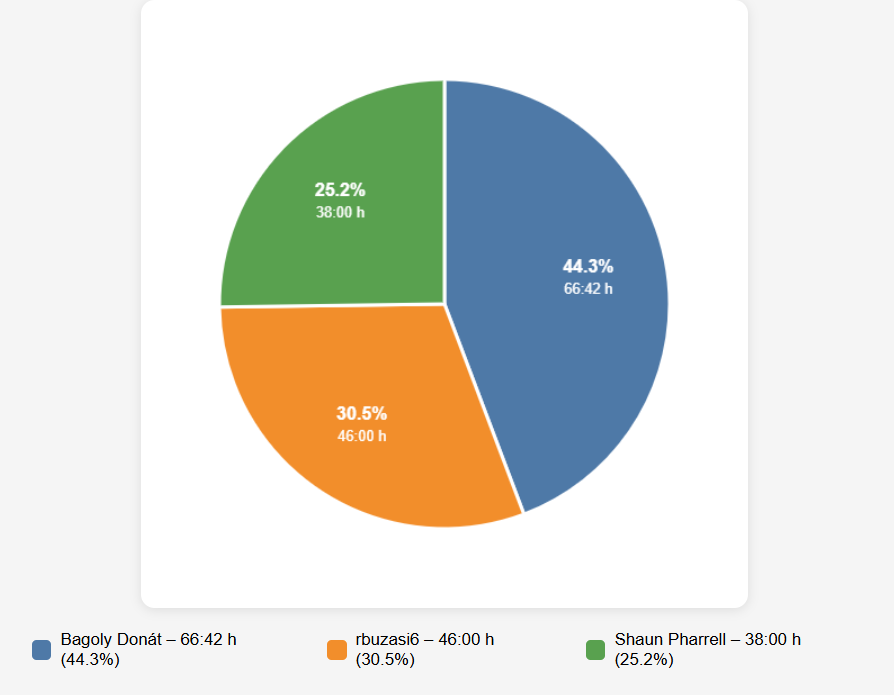 25.2%
38:00 h
44.3%
66:42 h
30.5%
46:00 h
Bagoly Donát – 66:42 h
(44.3%)
rbuzasi6 – 46:00 h
(30.5%)
Shaun Pharrell – 38:00 h
(25.2%)